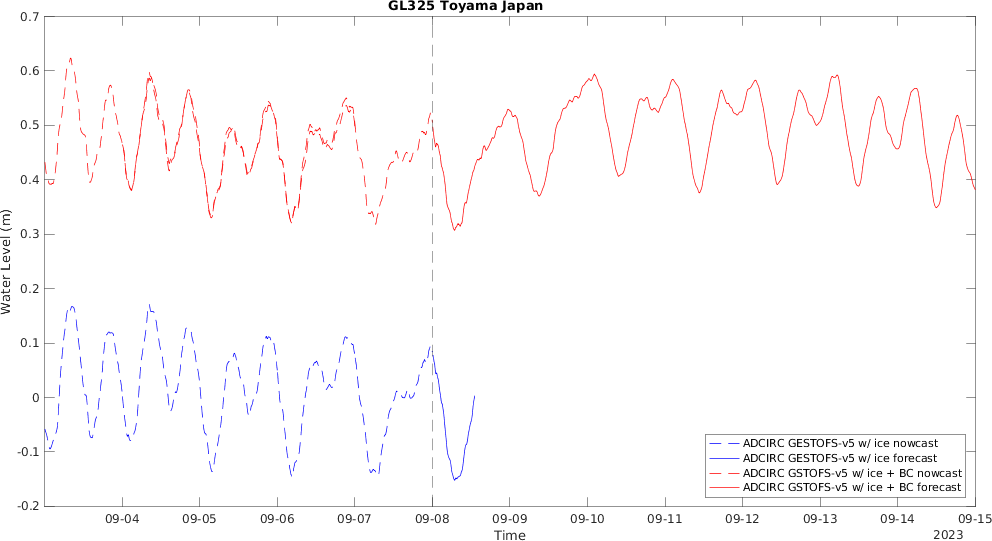 GL325 Toyama Japan
0.7
0.6
0.5
0.4
0.3
0.2
0.1
0
-0.1
-0.2
Water Level (m)
09-04 09-05 09-06 09-07 09-08 09-09 09-10 09-11 09-12 09-13 09-14 09-15
Time
2023
ADCIRC GESTOFS-v5 w/ ice nowcast
ADCIRC GESTOFS-v5 w/ ice forecast
ADCIRC GSTOFS-v5 w/ ice + BC nowcast
ADCIRC GSTOFS-v5 w/ ice + BC forecast